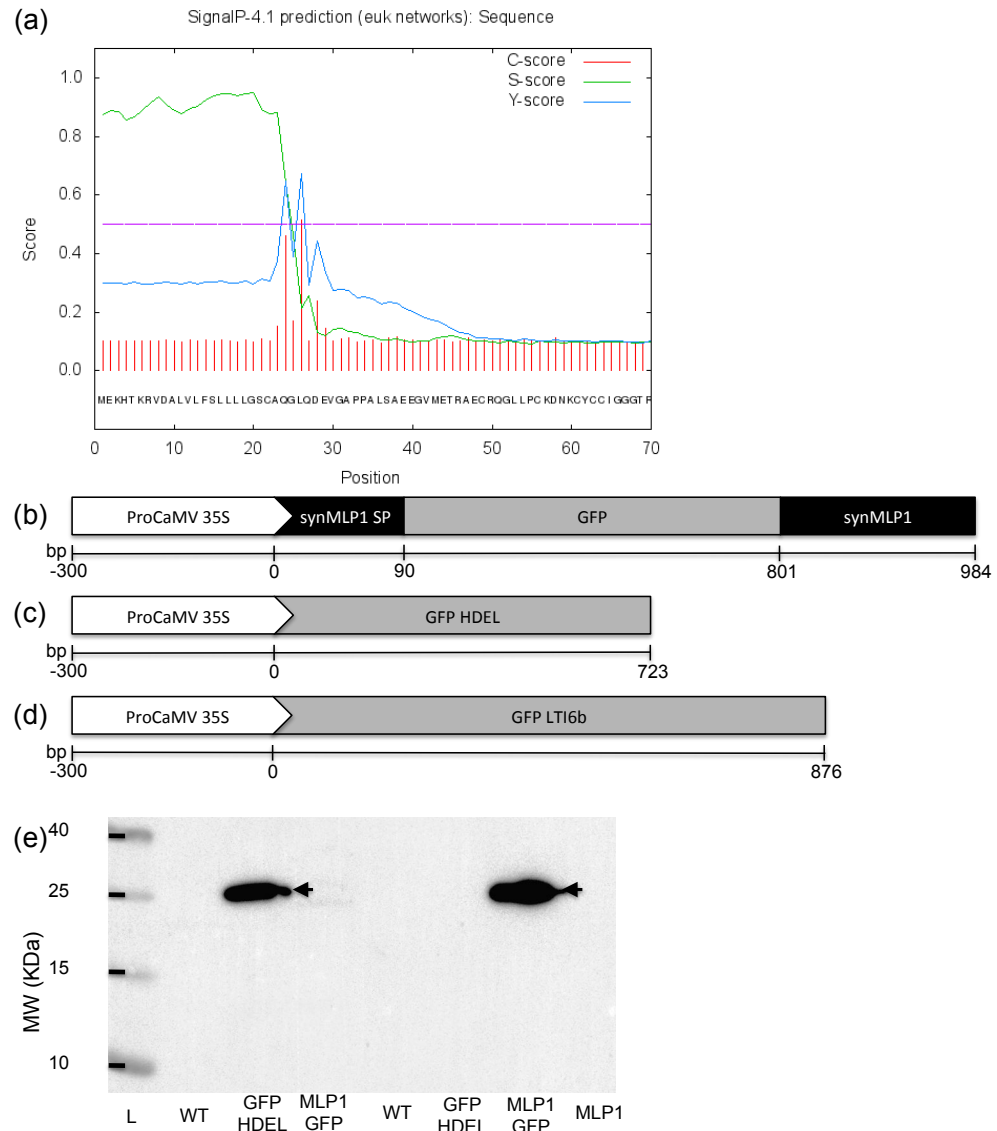 (a)
SignalP-4.1 prediction (euk networks): Sequence
C-score
S-score
Y-score
1.0
0.8
0.6
0.4
0.2
0.0
Score
MEKHTKRVDALVLFSLLLLGSCAQGLQDEVGAPPALSAEEGVMETRAECRQGLLPCKDNKCYCCIGGGTR
0 10 20 30 40 50 60 70
Position
(b)
ProCaMV 35S synMLP1 SP GFP synMLP1
bp
-300 0 90 801 984
(c)
ProCaMV 35S GFP HDEL
bp
-300 0 723
(d)
ProCaMV 35S GFP LTI6b
bp
-300 0 876
(e)
40
25
15
10
MW (KDa)
L WT GFP HDEL MLP1 GFP WT GFP HDEL MLP1 GFP MLP1